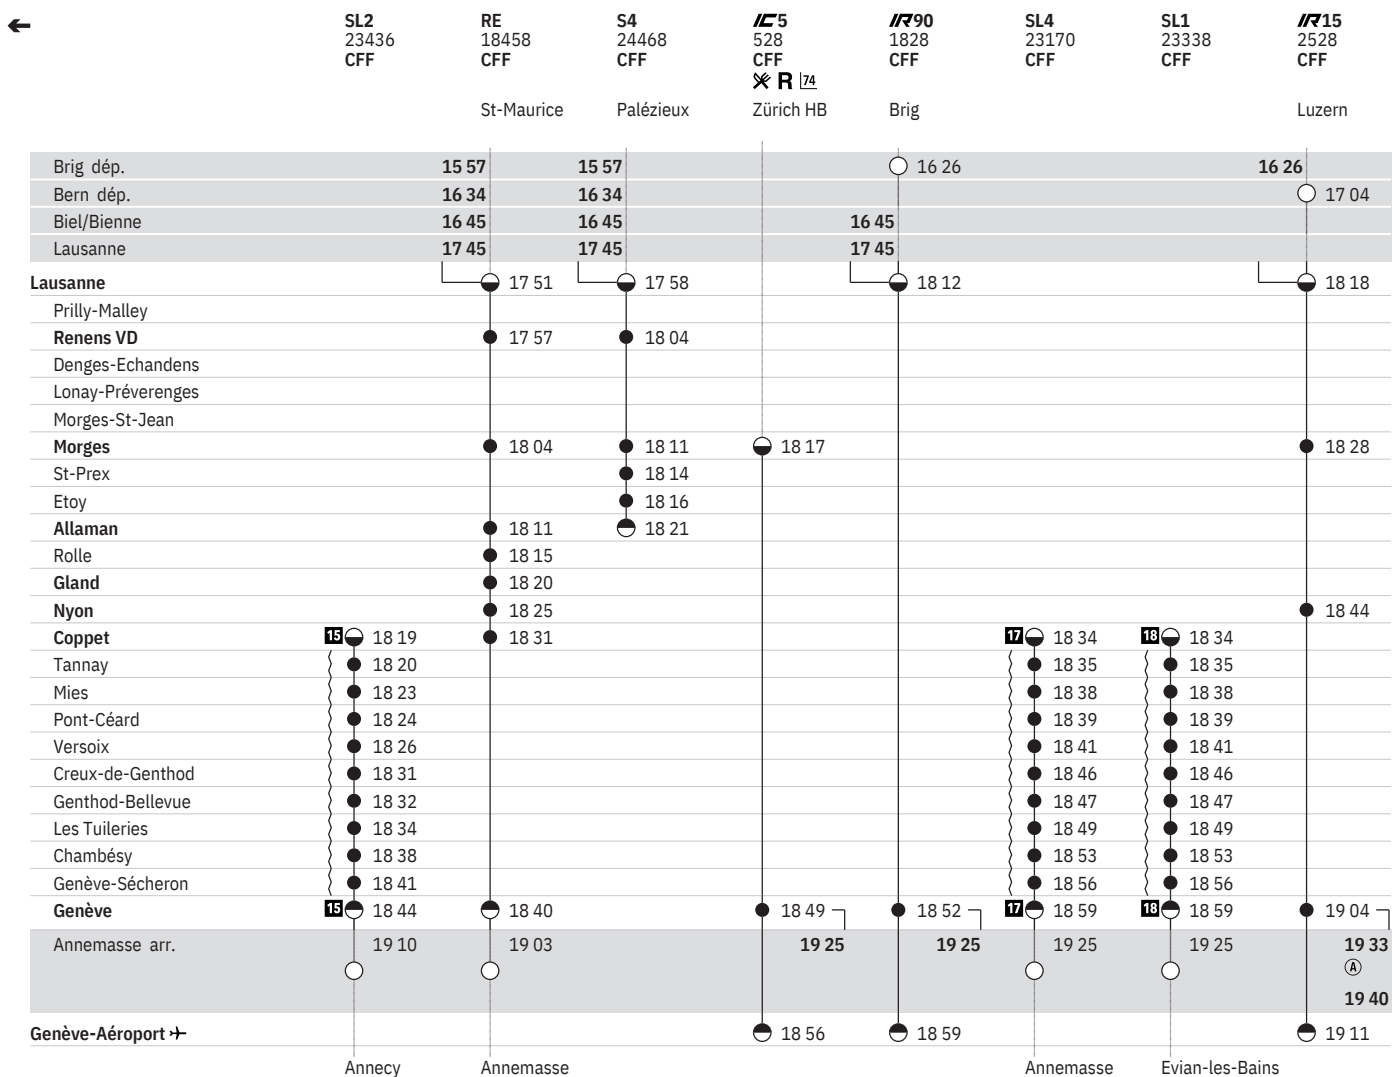 SL2 RE S4 IC5 IR90 SL4 SL1 IR15
23436 18458 24468 528 1828 23170 23338 2528
CFF CFF CFF CFF CFF CFF CFF CFF
R 74
St-Maurice Palézieux Zürich HB Brig Luzern
Brig dép. 15 57 15 57 16 26 16 26
Bern dép. 16 34 16 34 17 04
Biel/Bienne 16 45 16 45 16 45
Lausanne 17 45 17 45 17 45
Lausanne 17 51 17 58 18 12 18 18
Prilly-Malley
Renens VD 17 57 18 04
Denges-Echandens
Lonay-Préverenges
Morges-St-Jean
Morges 18 04 18 11 18 17 18 28
St-Prex 18 14
Etoy 18 16
Allaman 18 11 18 21
Rolle 18 15
Gland 18 20
Nyon 18 25 18 44
Coppet 15 18 19 18 31 17 18 34 18 18 34
Tannay 18 20 18 35 18 35
Mies 18 23 18 38 18 38
Pont-Céard 18 24 18 39 18 39
Versoix 18 26 18 41 18 41
Creux-de-Genthod 18 31 18 46 18 46
Genthod-Bellevue 18 32 18 47 18 47
Les Tuileries 18 34 18 49 18 49
Chambésy 18 38 18 53 18 53
Genève-Sécheron 18 41 18 56 18 56
Genève 15 18 44 18 40 18 49 18 52 17 18 59 18 18 59 19 04
Annemasse arr. 19 10 19 03 19 25 19 25 19 25 19 25 19 33
A
19 40
Genève-Aéroport 18 56 18 59 19 11
Annecy Annemasse Annemasse Evian-les-Bains